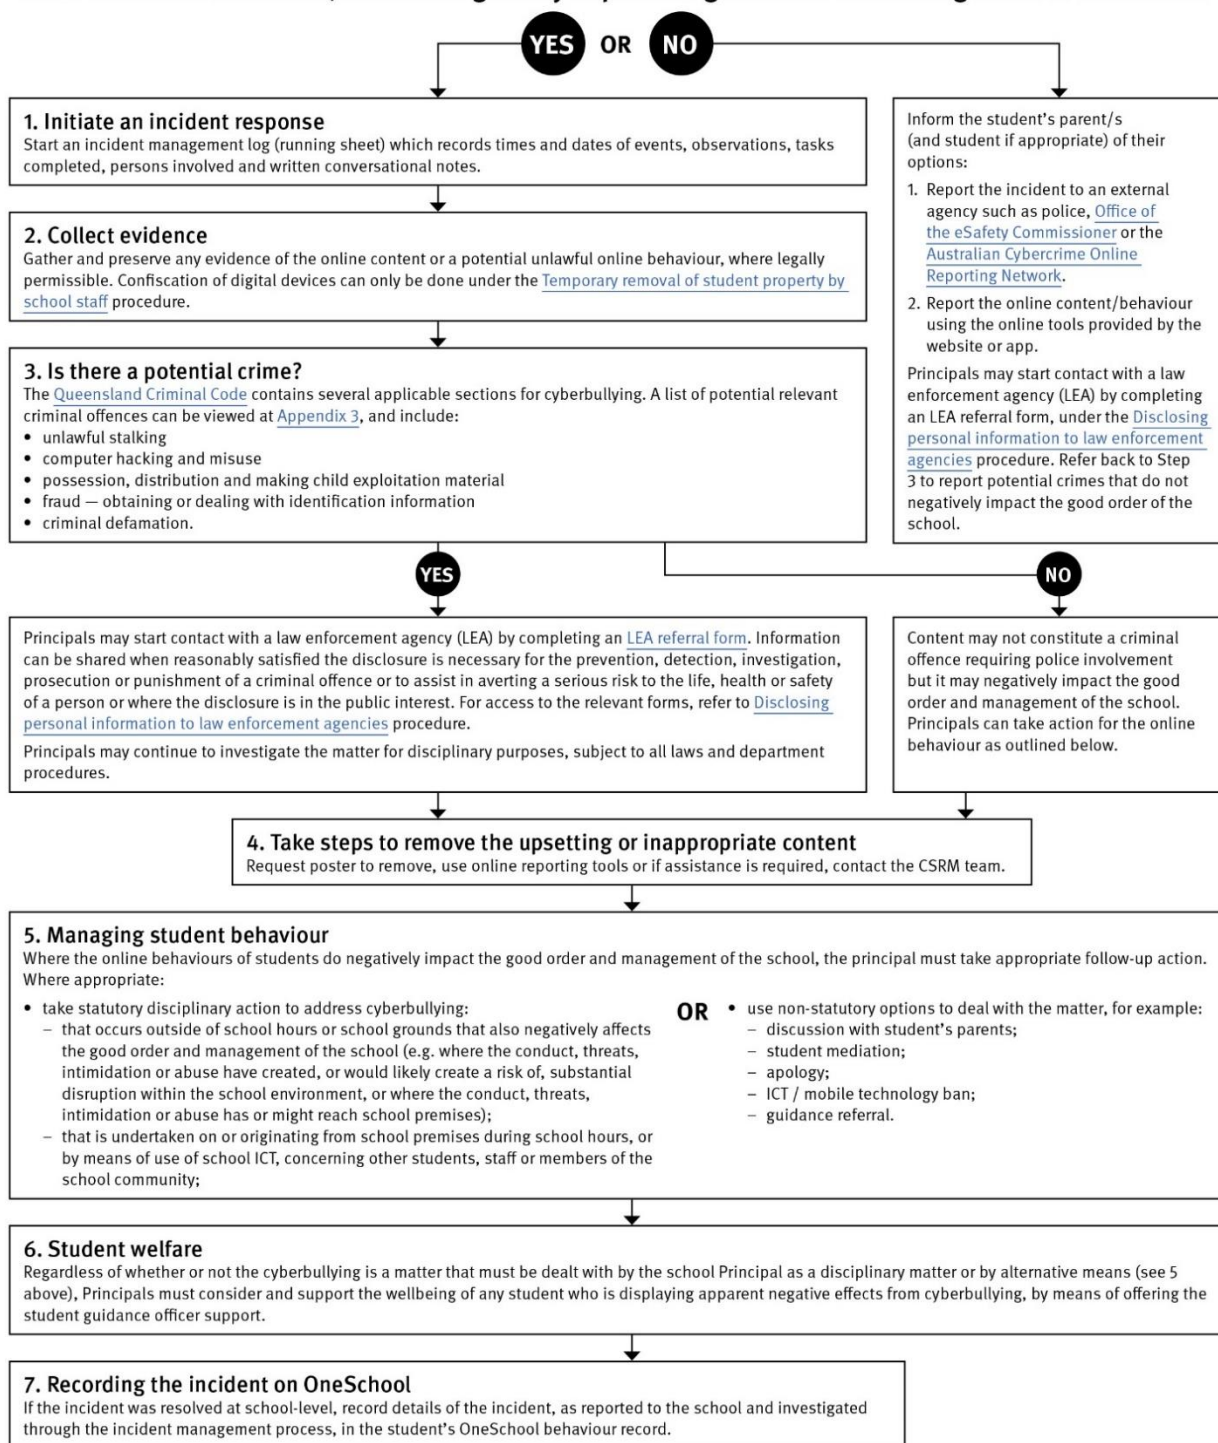 YES OR NO
1. Initiate an incident response
Start an incident management log (running sheet) which records times and dates of events, observations, tasks
completed, persons involved and written conversational notes.
2. Collect evidence
Gather and preserve any evidence of the online content or a potential unlawful online behaviour, where legally
permissible. Confiscation of digital devices can only be done under the Temporary removal of student property by
school staff procedure.
3. Is there a potential crime?
The Queensland Criminal Code contains several applicable sections for cyberbullying. A list of potential relevant
criminal offences can be viewed at Appendix 3, and include:
• unlawful stalking
• computer hacking and misuse
• possession, distribution and making child exploitation material
• fraud — obtaining or dealing with identification information
• criminal defamation.
Inform the student's parent/s
(and student if appropriate) of their
options:
1. Report the incident to an external
agency such as police, Office of
the eSafety Commissioner or the
Australian Cybercrime Online
Reporting Network.
2. Report the online content/behaviour
using the online tools provided by the
website or app.
Principals may start contact with a law
enforcement agency (LEA) by completing
an LEA referral form, under the Disclosing
personal information to law enforcement
agencies procedure. Refer back to Step
3 to report potential crimes that do not
negatively impact the good order of the
school.
YES
NO
Principals may start contact with a law enforcement agency (LEA) by completing an LEA referral form. Information
can be shared when reasonably satisfied the disclosure is necessary for the prevention, detection, investigation,
prosecution or punishment of a criminal offence or to assist in averting a serious risk to the life, health or safety
of a person or where the disclosure is in the public interest. For access to the relevant forms, refer to Disclosing
personal information to law enforcement agencies procedure.
Principals may continue to investigate the matter for disciplinary purposes, subject to all laws and department
procedures.
Content may not constitute a criminal
offence requiring police involvement
but it may negatively impact the good
order and management of the school.
Principals can take action for the online
behaviour as outlined below.
4. Take steps to remove the upsetting or inappropriate content
Request poster to remove, use online reporting tools or if assistance is required, contact the CSRM team.
5. Managing student behaviour
Where the online behaviours of students do negatively impact the good order and management of the school, the principal must take appropriate follow-up action.
Where appropriate:
• take statutory disciplinary action to address cyberbullying:
– that occurs outside of school hours or school grounds that also negatively affects
the good order and management of the school (e.g. where the conduct, threats,
intimidation or abuse have created, or would likely create a risk of, substantial
disruption within the school environment, or where the conduct, threats,
intimidation or abuse has or might reach school premises);
– that is undertaken on or originating from school premises during school hours, or
by means of use of school ICT, concerning other students, staff or members of the
school community;
OR
• use non-statutory options to deal with the matter, for example:
– discussion with student's parents;
– student mediation;
– apology;
– ICT / mobile technology ban;
– guidance referral.
6. Student welfare
Regardless of whether or not the cyberbullying is a matter that must be dealt with by the school Principal as a disciplinary matter or by alternative means (see 5
above), Principals must consider and support the wellbeing of any student who is displaying apparent negative effects from cyberbullying, by means of offering the
student guidance officer support.
7. Recording the incident on OneSchool
If the incident was resolved at school-level, record details of the incident, as reported to the school and investigated
through the incident management process, in the student's OneSchool behaviour record.